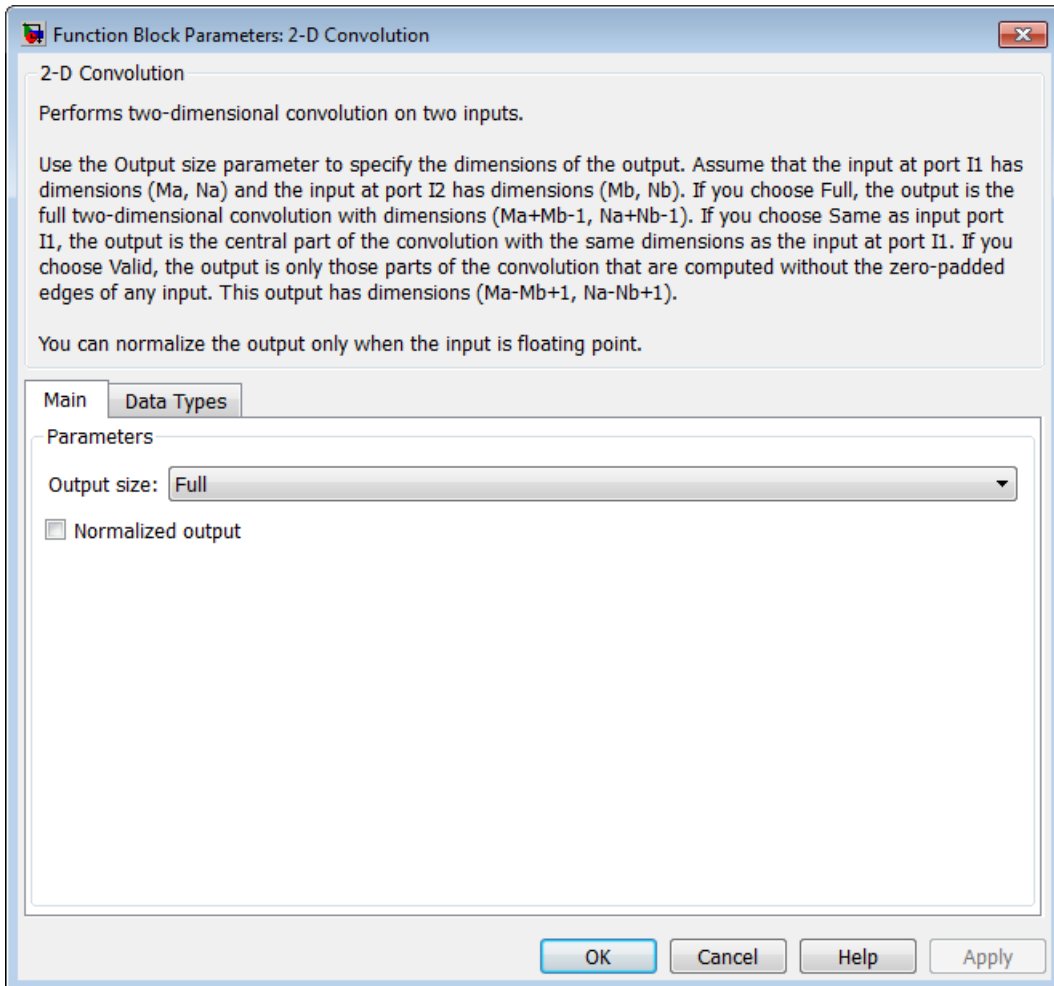 Function Block Parameters: 2-D Convolution
2-D Convolution
Performs two-dimensional convolution on two inputs.
Use the Output size parameter to specify the dimensions of the output. Assume that the input at port I1 has
dimensions (Ma, Na) and the input at port I2 has dimensions (Mb, Nb). If you choose Full, the output is the
full two-dimensional convolution with dimensions (Ma+Mb-1, Na+Nb-1). If you choose Same as input port
I1, the output is the central part of the convolution with the same dimensions as the input at port I1. If you
choose Valid, the output is only those parts of the convolution that are computed without the zero-padded
edges of any input. This output has dimensions (Ma-Mb+1, Na-Nb+1).
You can normalize the output only when the input is floating point.
Main Data Types
Parameters
Output size: Full
Normalized output
OK Cancel Help Apply